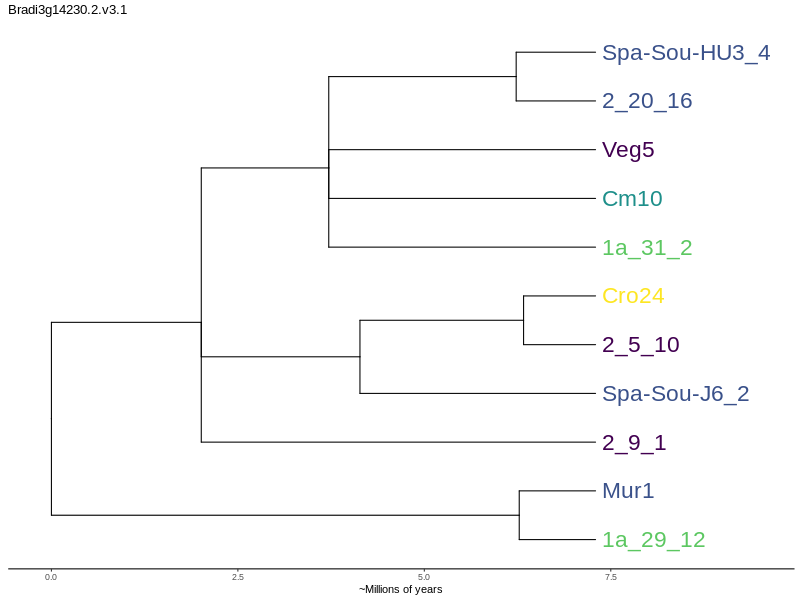 Bradi3g14230.2.v3.1
Spa-Sou-HU3_4
2_20_16
Veg5
Cm10
1a_31_2
Cro24
2_5_10
Spa-Sou-J6_2
2_9_1
Mur1
1a_29_12
0.0 2.5 5.0 7.5
~Millions of years